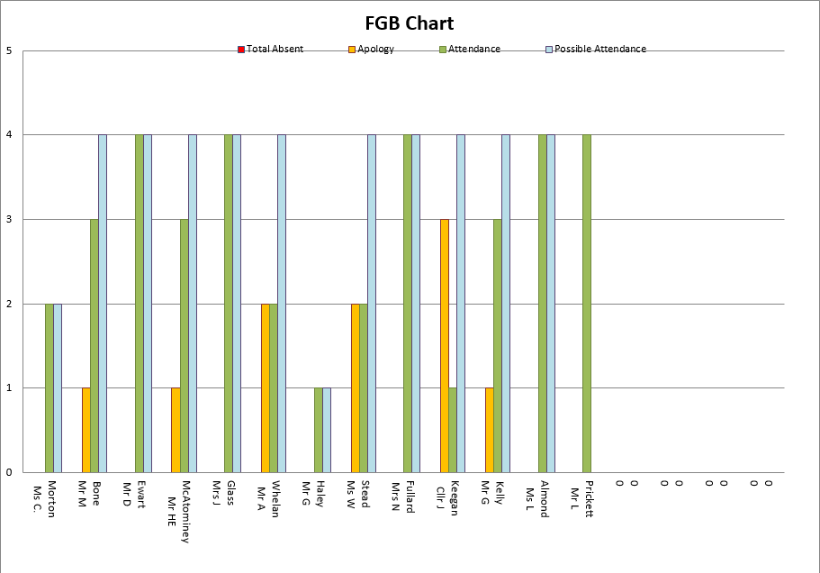 FGB Chart
Total Absent
Apology
Attendance
Possible Attendance
5
4
3
2
1
0
Morton
Ms C.
Bone
Mr M
Ewart
Mr D
McAtominey
Mr HE
Glass
Mrs J
Whelan
Mr A
Haley
Mr G
Stead
Ms W
Fullard
Mrs N
Keegan
Cllr J
Kelly
Mr G
Almond
Ms L
Prickett
Mr L
0
0
0
0
0
0
0
0